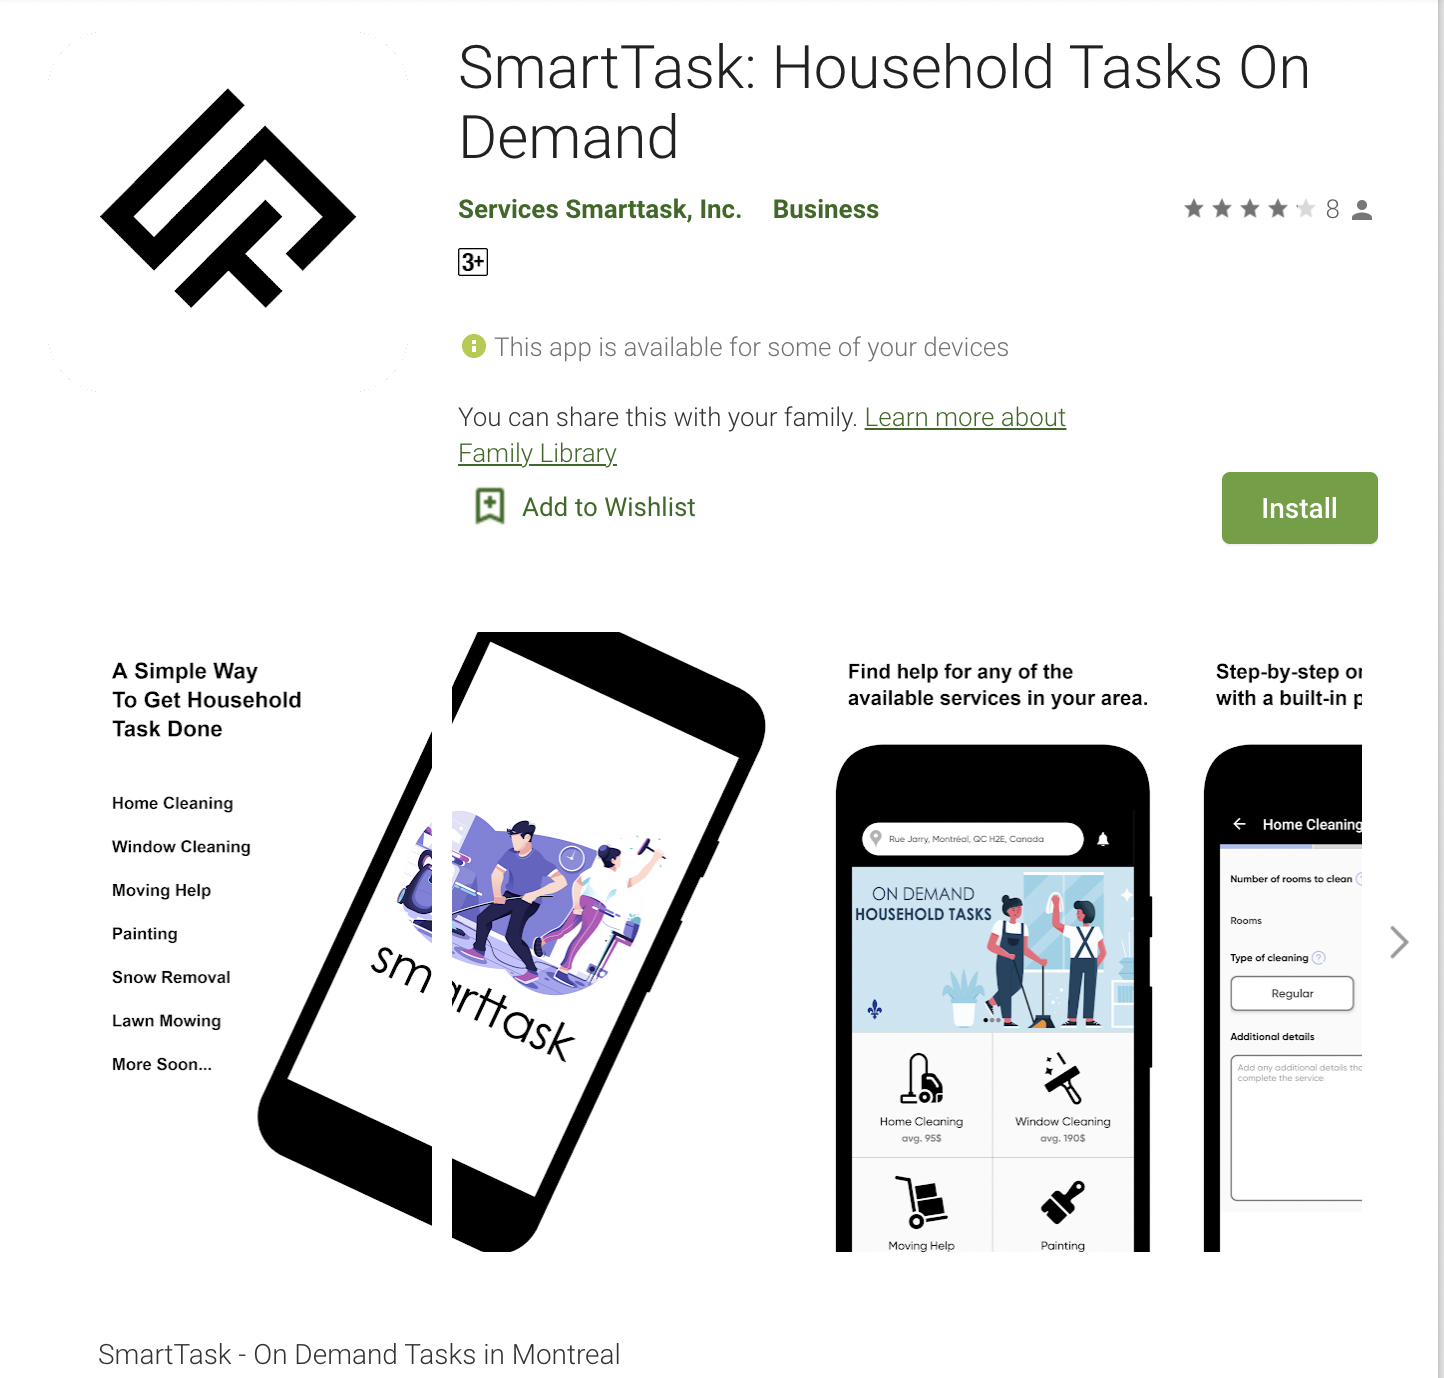 SmartTask: Household Tasks On
Demand
Services Smarttask, Inc. Business
8
3+
This app is available for some of your devices
You can share this with your family. Learn more about
Family Library
Add to Wishlist
Install
A Simple Way
To Get Household
Task Done
Home Cleaning
Window Cleaning
Moving Help
Painting
Snow Removal
Lawn Mowing
More Soon...
smarttask
Find help for any of the
available services in your area.
Rue Jarry, Montréal, QC H2E, Canada
ON DEMAND
HOUSEHOLD TASKS
Home Cleaning
avg. 95$
Window Cleaning
avg. 190$
Moving Help
Painting
Step-by-step
with a built-in
Home Cleaning
Number of rooms to clean
Rooms
Type of cleaning ?
Regular
Additional details
Add any additional details
complete the service
SmartTask - On Demand Tasks in Montreal